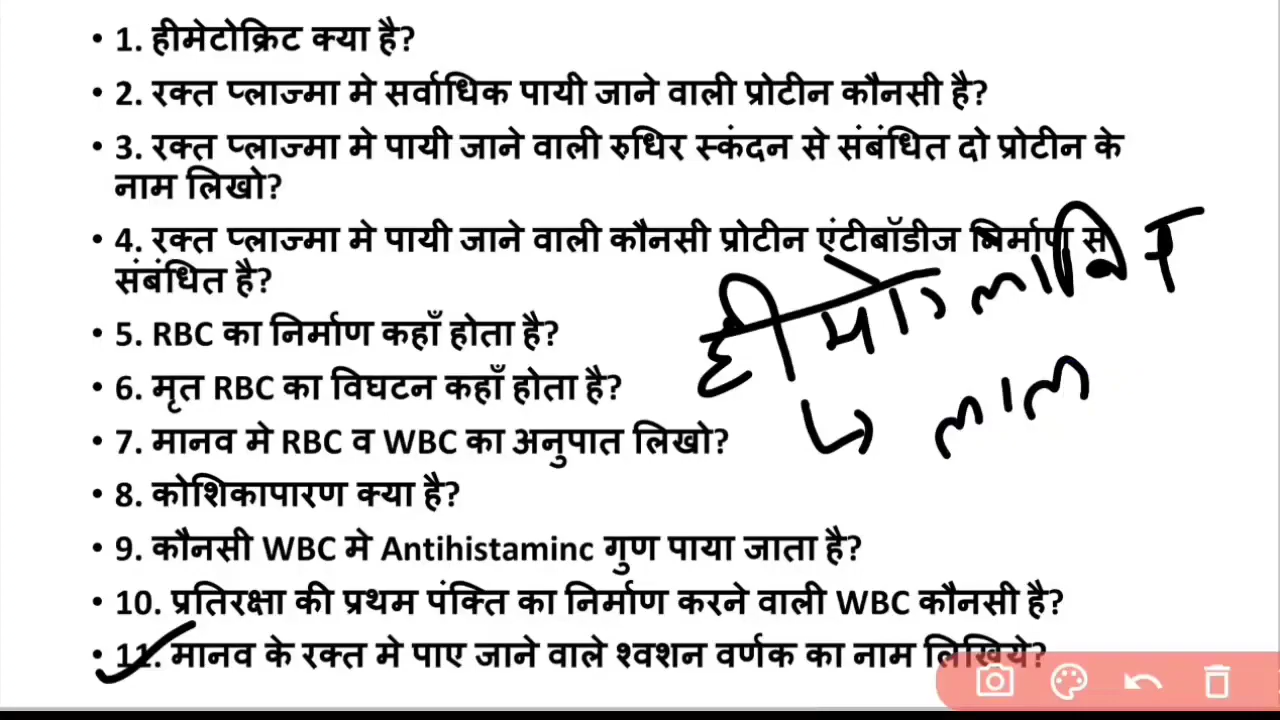 • 1. हीमेटोक्रिट क्या है?
• 2. रक्त प्लाज्मा मे सर्वाधिक पायी जाने वाली प्रोटीन कौनसी है?
• 3. रक्त प्लाज्मा मे पायी जाने वाली रुधिर स्कंदन से संबंधित दो प्रोटीन के
नाम लिखो?
• 4. रक्त प्लाज्मा मे पायी जाने वाली कौनसी प्रोटीन एंटीबॉडीज निर्माण से
संबंधित है?
हीमोग्लोबिन
• 5. RBC का निर्माण कहाँ होता है?
• 6. मृत RBC का विघटन कहाँ होता है?
लाल
• 7. मानव मे RBC व WBC का अनुपात लिखो?
• 8. कोशिकापारण क्या है?
• 9. कौनसी WBC मे Antihistaminc गुण पाया जाता है?
• 10. प्रतिरक्षा की प्रथम पंक्ति का निर्माण करने वाली WBC कौनसी है?
• 11. मानव के रक्त मे पाए जाने वाले श्वशन वर्णक का नाम लिखिये?